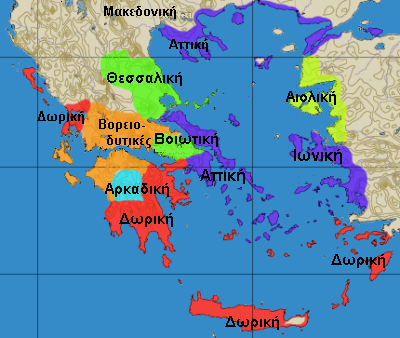 Μακεδονική
Αττική
Θεσσαλική
Αιολική
Δωρική
Βορειο-
δυτικές
Βοιωτική
Ιωνική
Αττική
Αρκαδική
Δωρική
Δωρική
Δωρική